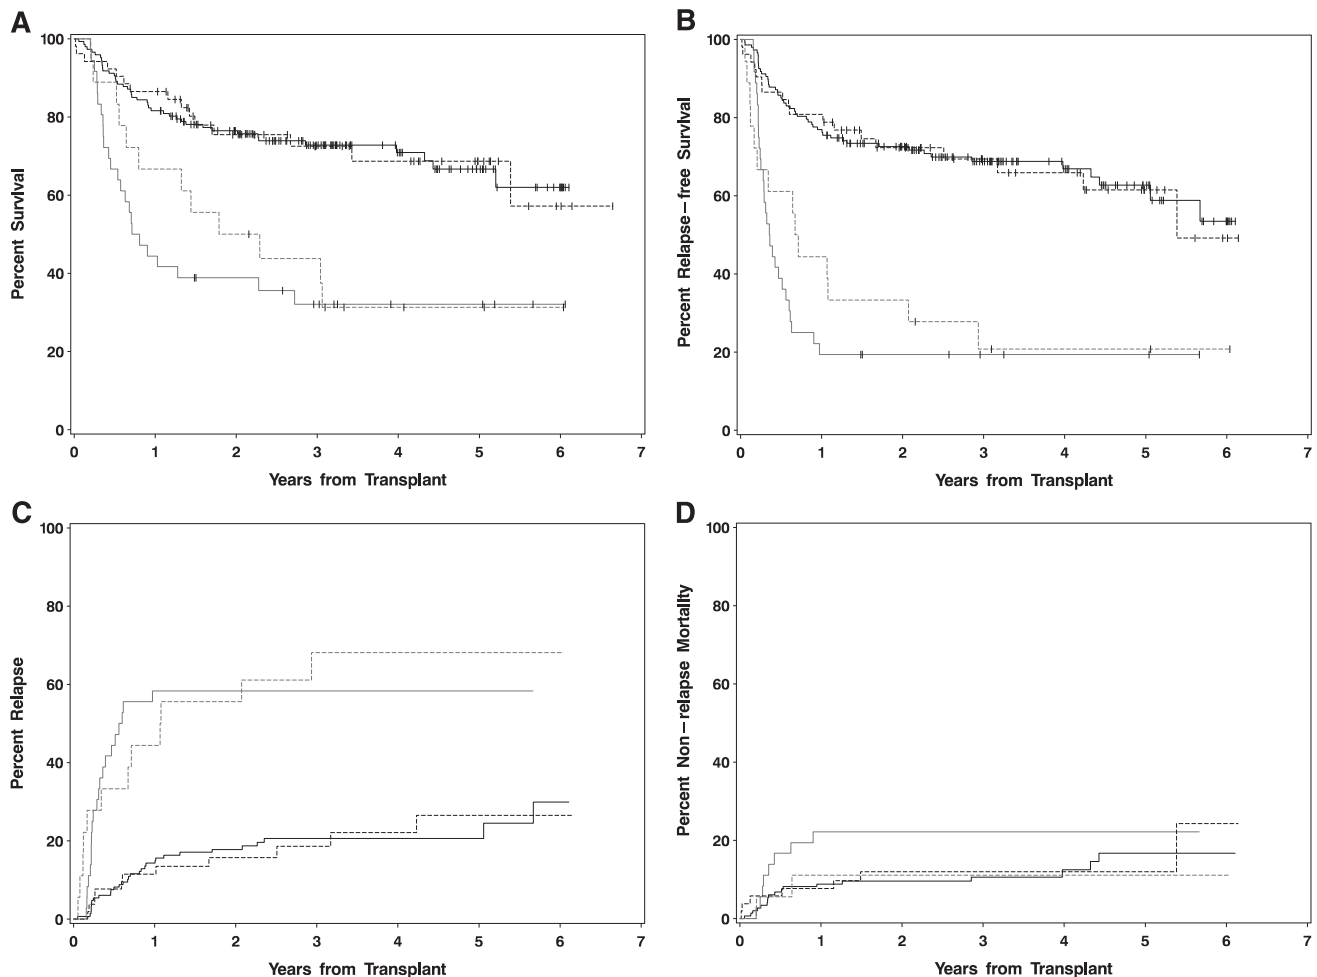 A
Percent Survival
100
80
60
40
20
0
0 1 2 3 4 5 6 7
Years from Transplant
B
Percent Relapse-free Survival
100
80
60
40
20
0
0 1 2 3 4 5 6 7
Years from Transplant
C
Percent Relapse
100
80
60
40
20
0
0 1 2 3 4 5 6 7
Years from Transplant
D
Percent Non-relapse Mortality
100
80
60
40
20
0
0 1 2 3 4 5 6 7
Years from Transplant